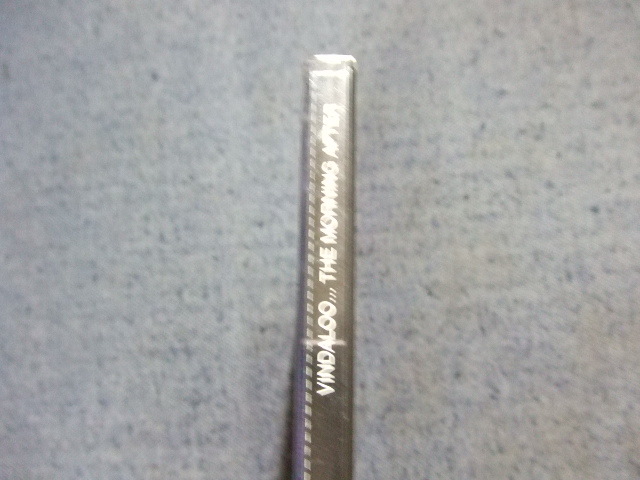 VINDALOO... THE MORNING AFTER